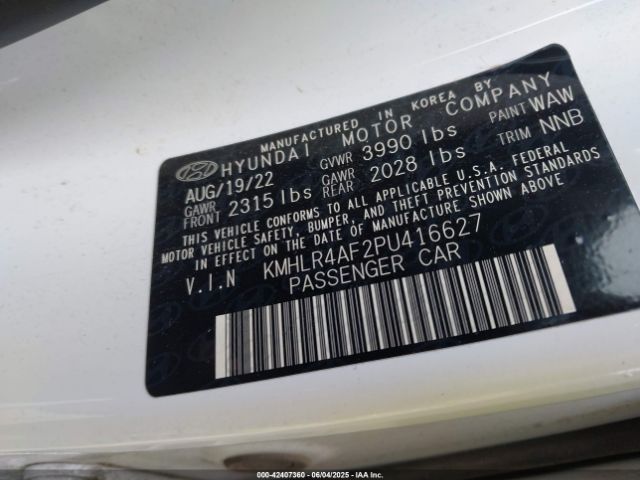 MANUFACTURED IN KOREA BY
HYUNDAI MOTOR COMPANY
AUG/19/22 GVWR 3990 lbs PAINT WAW
GAWR FRONT 2315 lbs GAWR REAR 2028 lbs TRIM NNB
THIS VEHICLE CONFORMS TO ALL APPLICABLE U.S.A. FEDERAL
MOTOR VEHICLE SAFETY, BUMPER, AND THEFT PREVENTION STANDARDS
IN EFFECT ON THE DATE OF MANUFACTURE SHOWN ABOVE
V.I.N KMHLR4AF2PU416627
PASSENGER CAR
000-42407360 - 06/04/2025 - IAA Inc.